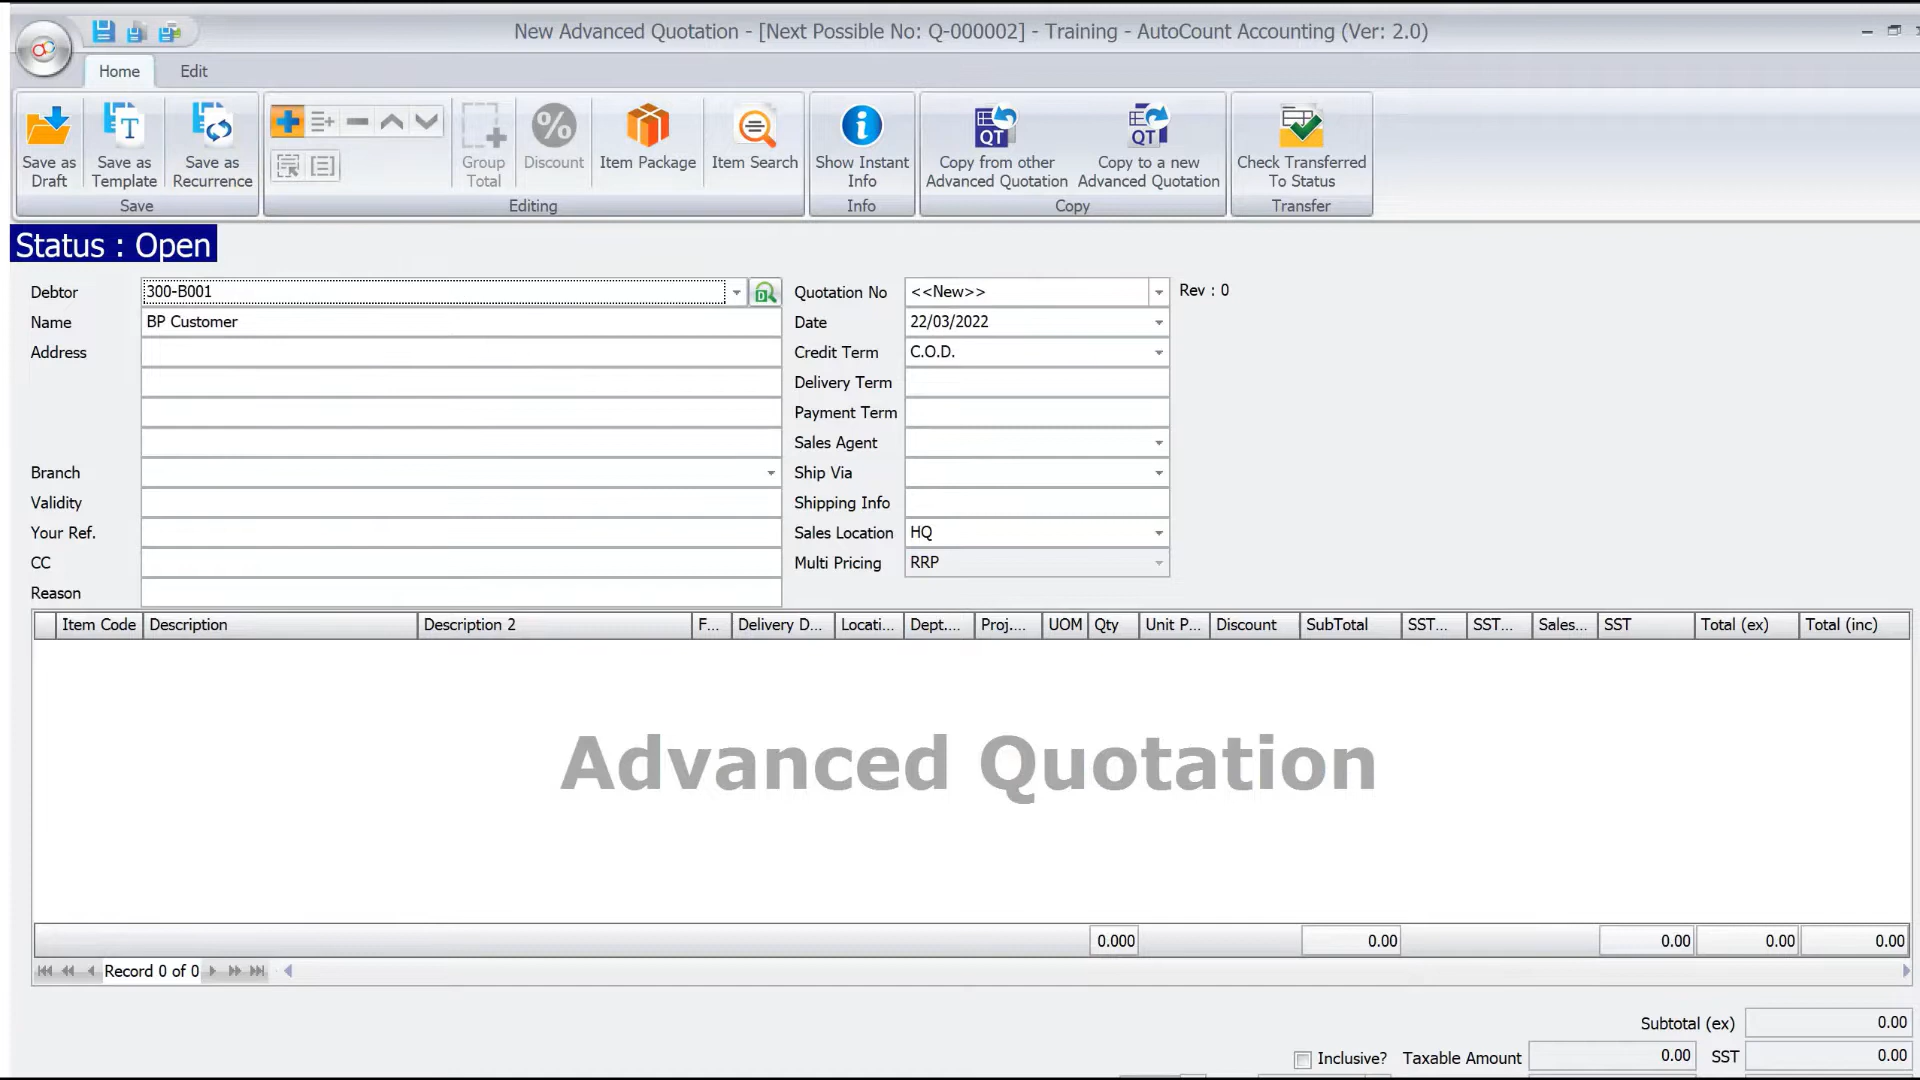 New Advanced Quotation - [Next Possible No: Q-000002] - Training - AutoCount Accounting (Ver: 2.0)
Home Edit
Save as Draft
Save as Template
Save as Recurrence
Save
Group Total
Discount
Item Package
Item Search
Editing
Show Instant Info
Info
Copy from other Advanced Quotation
Copy to a new Advanced Quotation
Copy
Check Transferred To Status
Transfer
Status : Open
Debtor 300-B001 Quotation No <<New>> Rev : 0
Name BP Customer Date 22/03/2022
Address Credit Term C.O.D.
Delivery Term
Payment Term
Sales Agent
Branch Ship Via
Validity Shipping Info
Your Ref. Sales Location HQ
CC Multi Pricing RRP
Reason
Item Code Description Description 2 F... Delivery D... Locati... Dept.... Proj.... UOM Qty Unit P... Discount SubTotal SST... SST... Sales... SST Total (ex) Total (inc)
Advanced Quotation
0.000 0.00 0.00 0.00 0.00
Record 0 of 0
Subtotal (ex) 0.00
Inclusive? Taxable Amount 0.00 SST 0.00